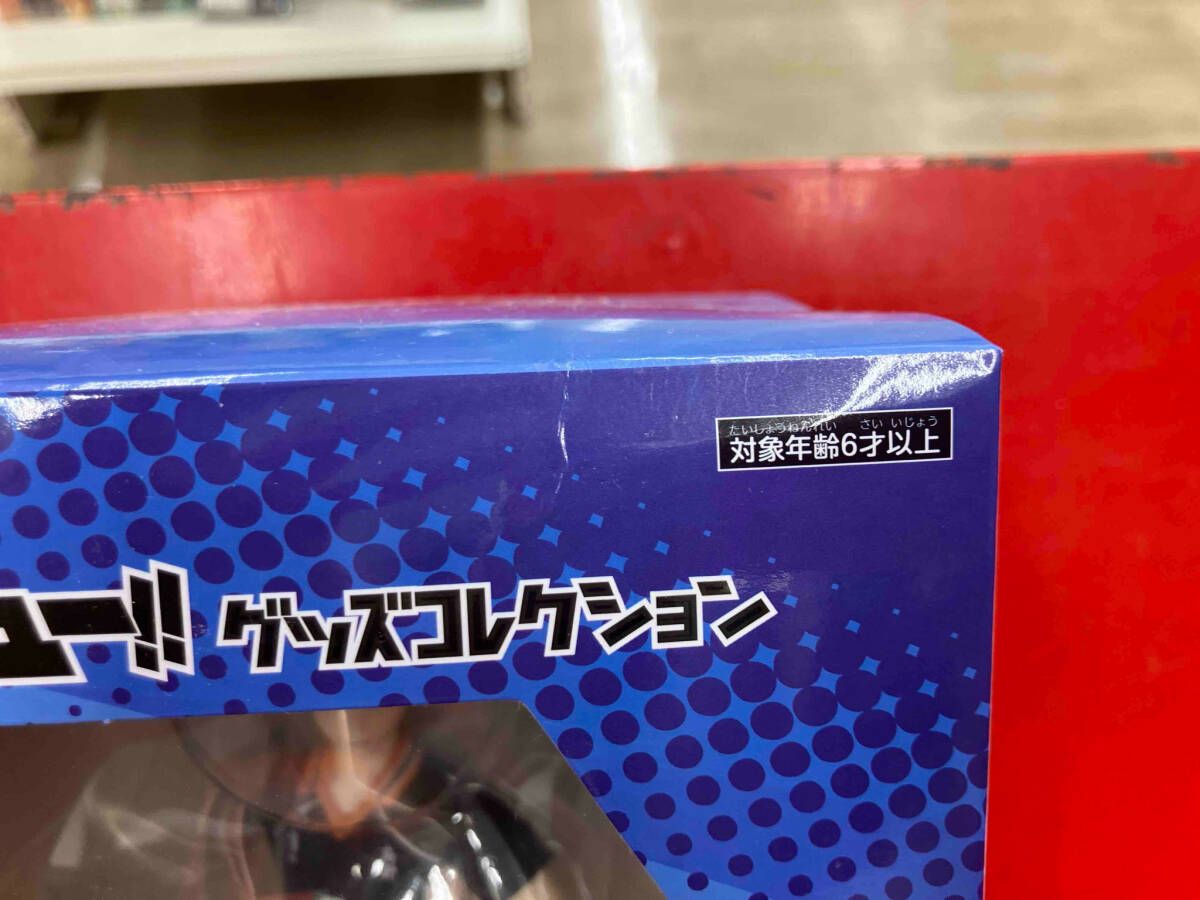 たいしょうねんれい さい いじょう
対象年齢6才以上
ュー!! グッズコレクション